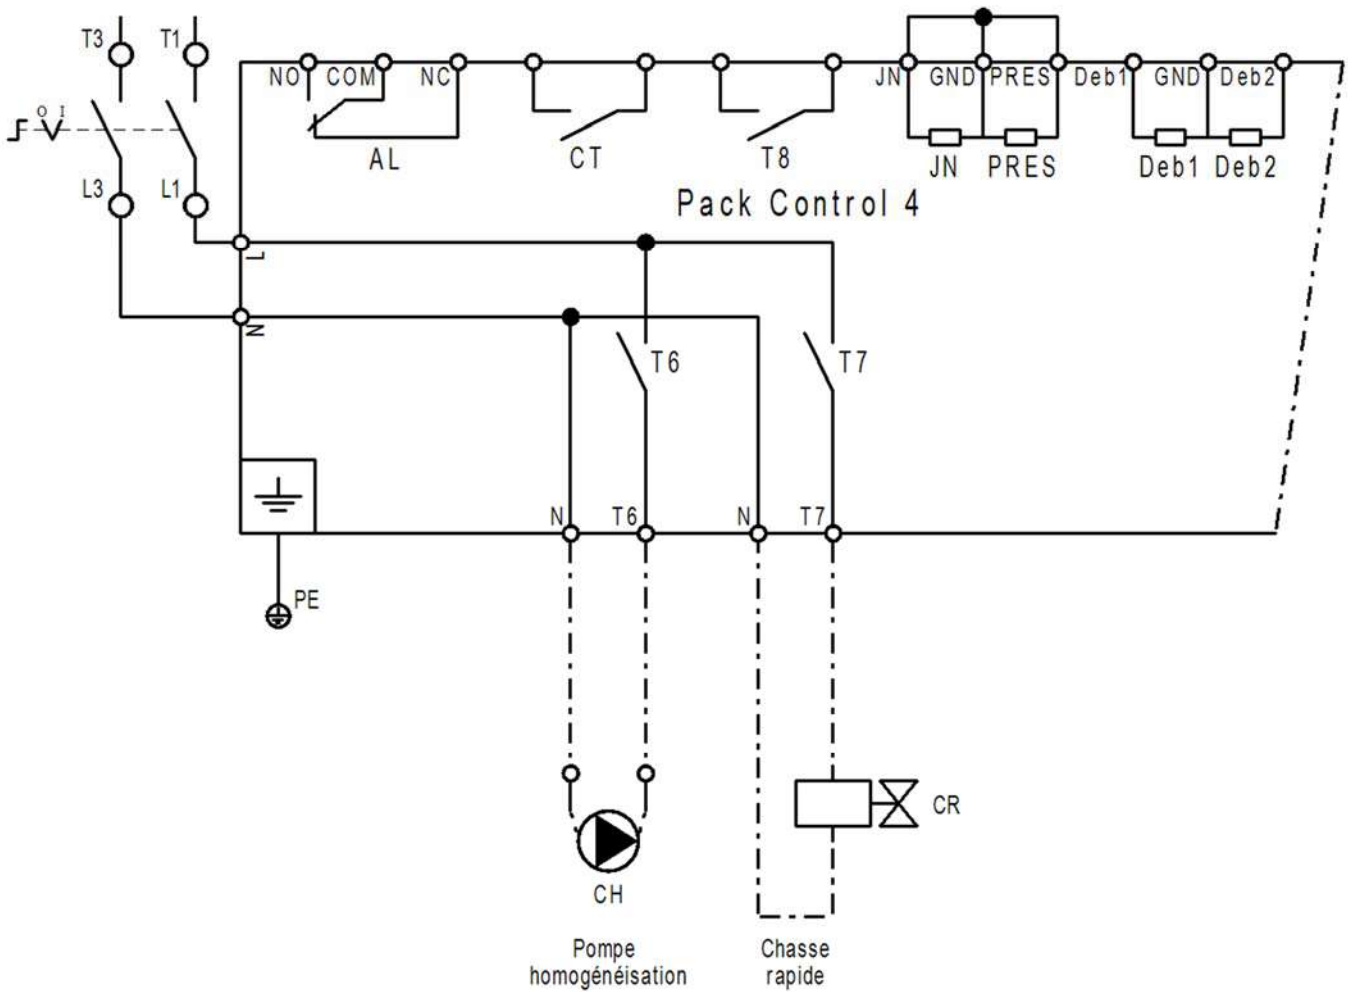 T3 T1
O I
NO COM NC JN GND PRES Deb1 GND Deb2
AL CT T8 JN PRES Deb1 Deb2
L3 L1
Pack Control 4
L
N
T6 T7
N T6 N T7
PE
CR
CH
Pompe
homogénéisation
Chasse
rapide